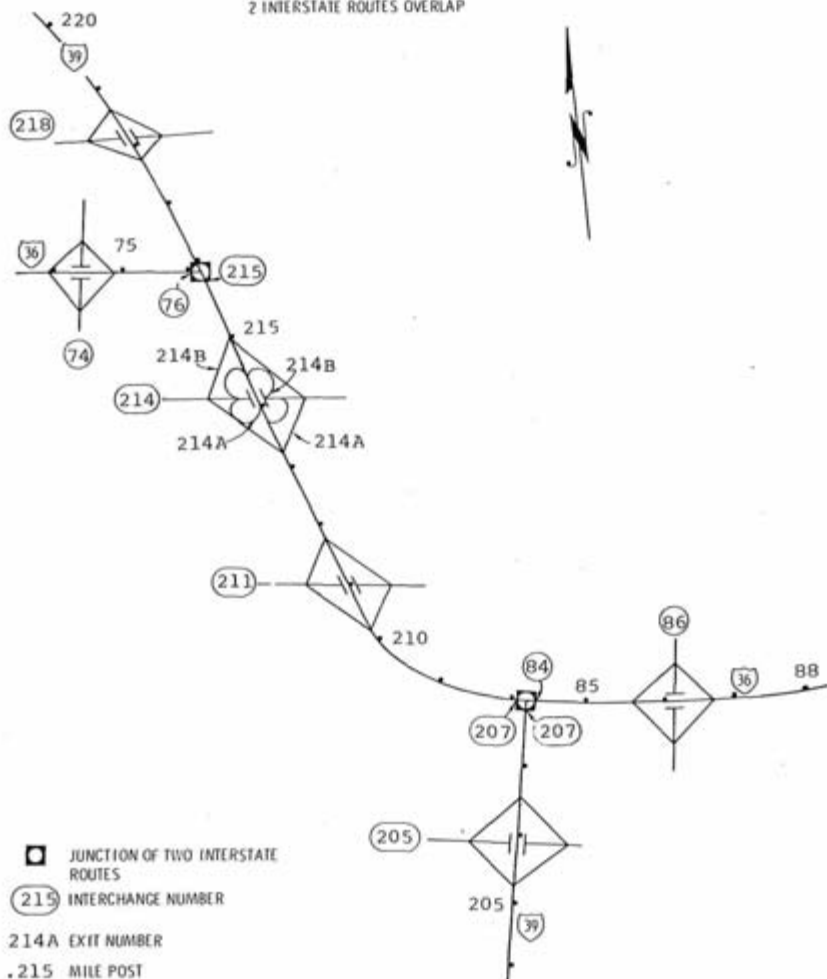 2 INTERSTATE ROUTES OVERLAP
220
39
218
N
36
75
215
76
74
215
214B
214B
214
214A
214A
211
210
86
84
85
36
88
207
207
205
205
39
JUNCTION OF TWO INTERSTATE
ROUTES
215 INTERCHANGE NUMBER
214A EXIT NUMBER
.215 MILE POST